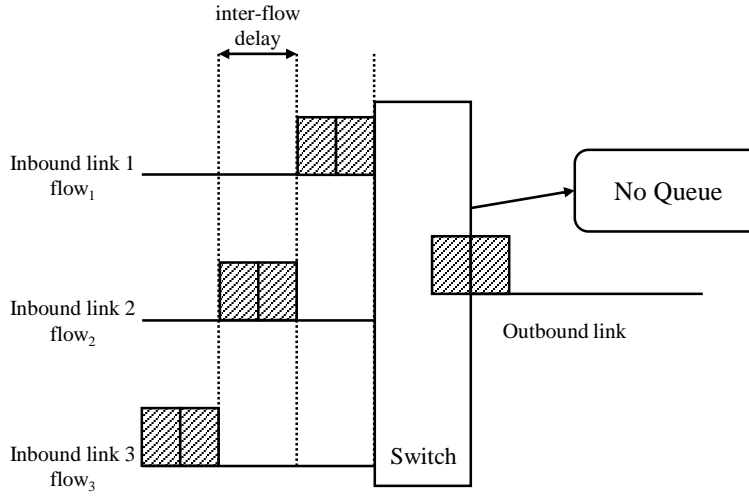 inter-flow
delay
Inbound link 1
flow₁
No Queue
Inbound link 2
flow₂
Outbound link
Inbound link 3
flow₃
Switch